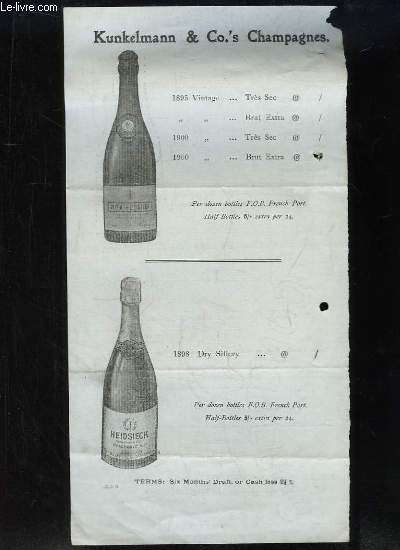 Le-livre.com
Kunkelmann & Co.'s Champagnes.
1895 Vintage ... Très Sec @ /
„ „ ... Brut Extra @ /
1900 „ ... Très Sec @ /
1900 „ ... Brut Extra @
Per dozen bottles F.O.B. French Port.
Half-Bottles 8/- extra per 24.
1898 Dry Sillery ... @ /
HEIDSIECK
Per dozen bottles F.O.B. French Port.
Half-Bottles 8/- extra per 24.
TERMS: Six Months' Draft, or Cash less